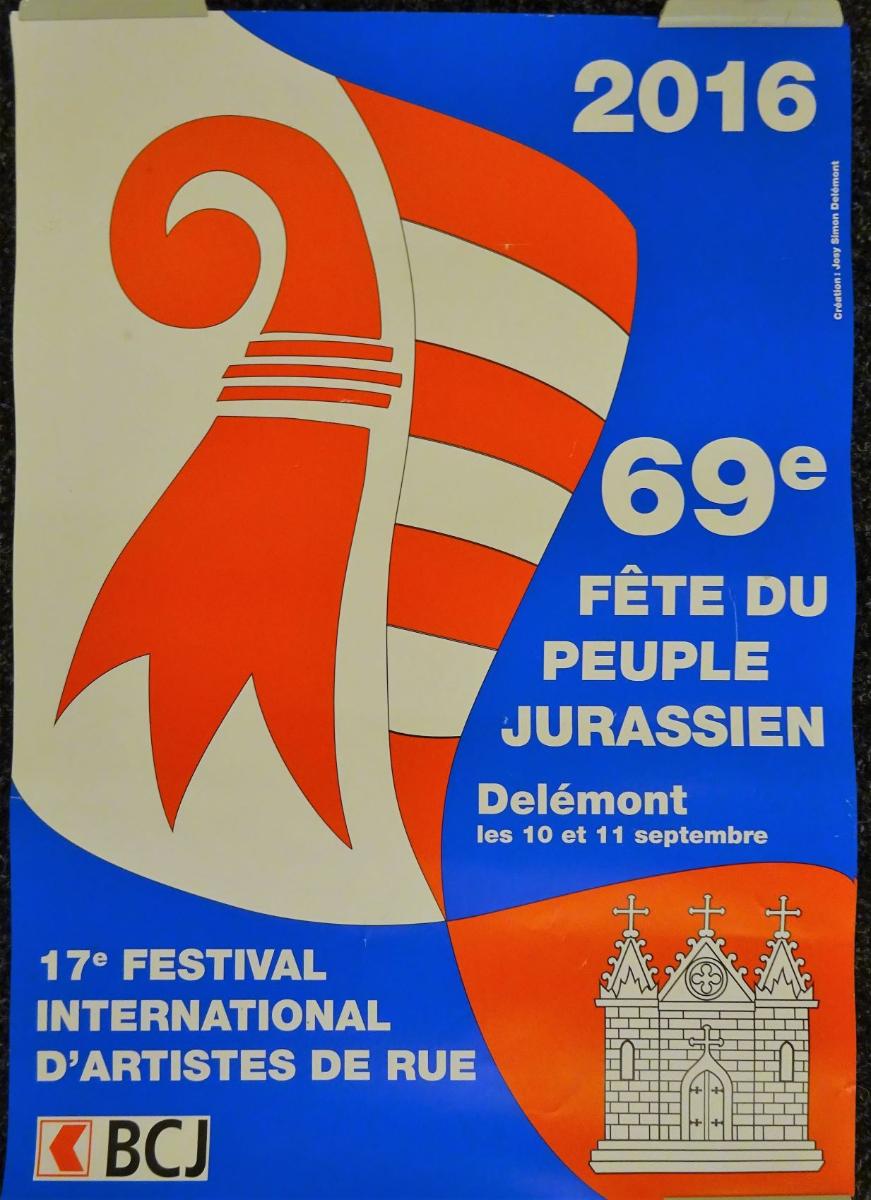 2016
Création : Josy Simon Delémont
69e
FÊTE DU
PEUPLE
JURASSIEN
Delémont
les 10 et 11 septembre
17e FESTIVAL
INTERNATIONAL
D'ARTISTES DE RUE
BCJ